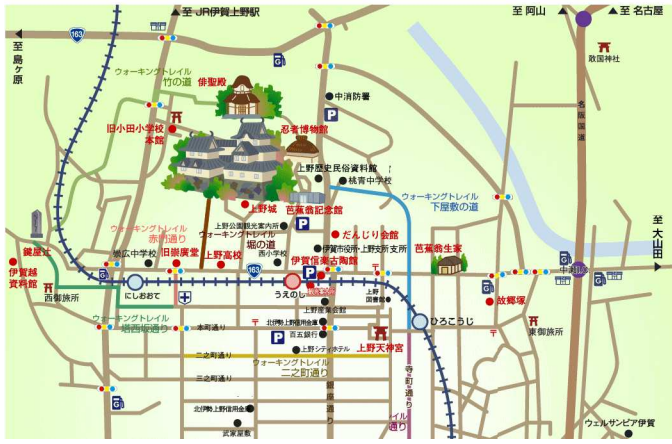 至 JR伊賀上野駅
至 阿山
至 名古屋
163
至 島ヶ原
敢国神社
名阪国道
ウォーキングトレイル
竹の道
俳聖殿
中消防署
旧小田小学校
本館
忍者博物館
上野歴史民俗資料館
桃青中学校
ウォーキングトレイル
下屋敷の道
上野城
芭蕉翁記念館
上野公園観光案内所
ウォーキングトレイル
堀の道
だんじり会館
赤門通り
伊賀市役所・上野支所
芭蕉翁生家
至 大山田
鍵屋辻
崇広中学校
旧崇廣堂
上野高校
西小学校
伊賀信楽古陶館
伊賀越
資料館
163
中瀬
西御旅所
にしおおて
うえのし
上野
図書館
故郷塚
ウォーキングトレイル
塔西坂通り
上野産業会館
ひろこうじ
本町通り
北伊勢上野信用金庫
百五銀行
上野天神宮
東御旅所
二之町通り
上野シティホテル
ウォーキングトレイル
二之町通り
三之町通り
銀座通り
寺町通り
北伊勢上野信用金庫
イル
通り
武家屋敷
ウェルサンピア伊賀